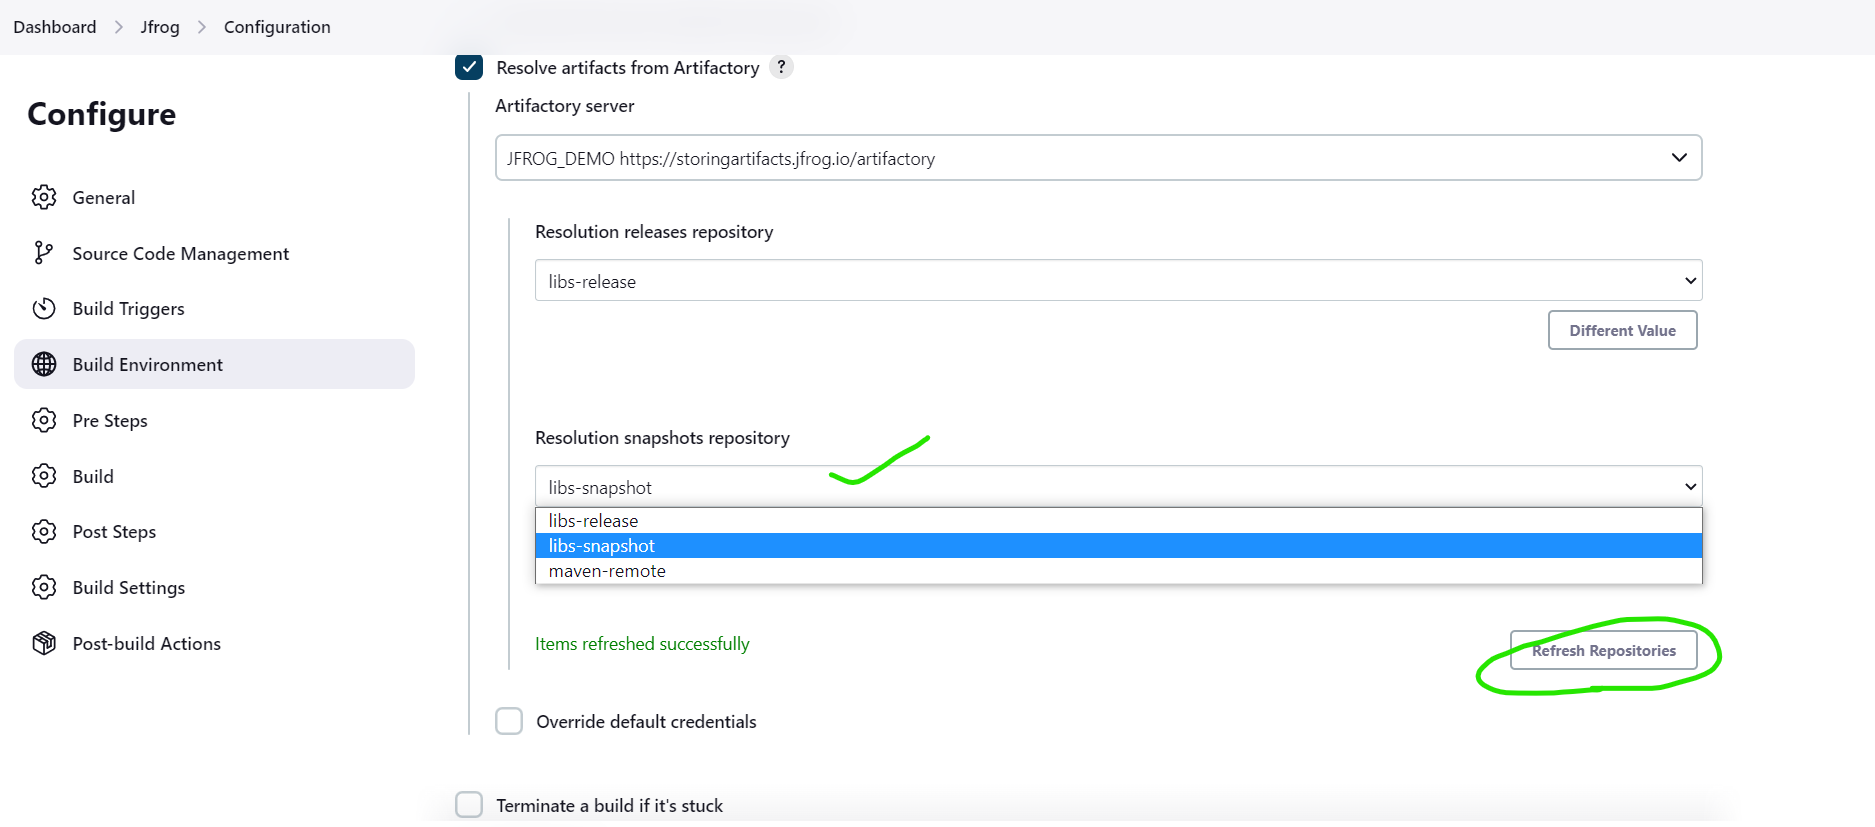 Dashboard > Jfrog > Configuration
Configure
General
Source Code Management
Build Triggers
Build Environment
Pre Steps
Build
Post Steps
Build Settings
Post-build Actions
Resolve artifacts from Artifactory ?
Artifactory server
JFROG_DEMO https://storingartifacts.jfrog.io/artifactory
Resolution releases repository
libs-release
Different Value
Resolution snapshots repository
libs-snapshot
libs-release
libs-snapshot
maven-remote
Items refreshed successfully
Refresh Repositories
Override default credentials
Terminate a build if it's stuck